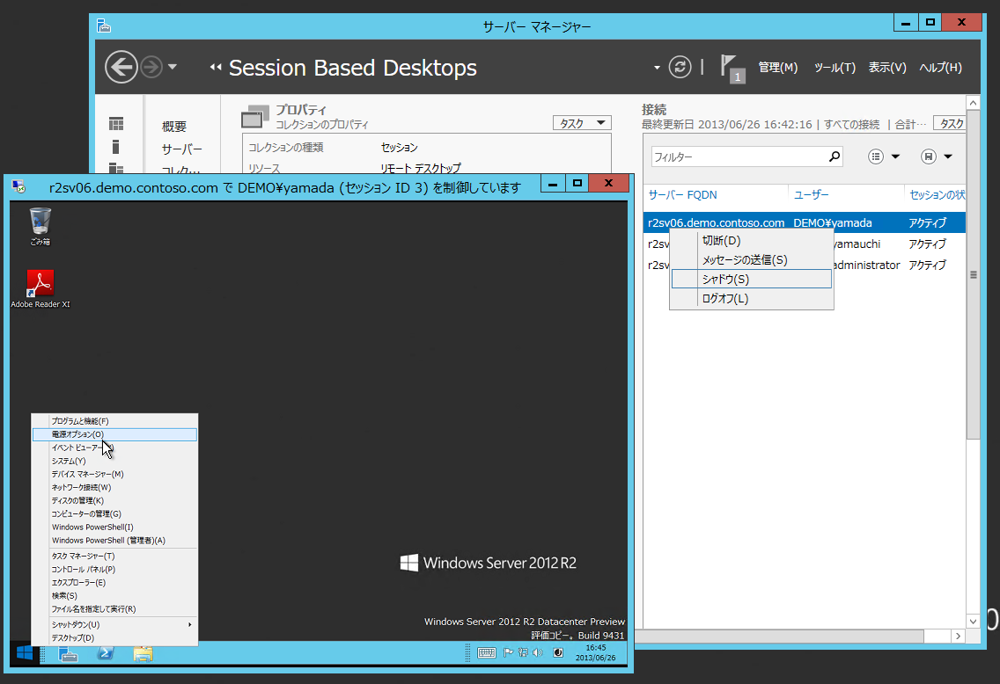 サーバー マネージャー
Session Based Desktops
1
管理(M)
ツール(T)
表示(V)
ヘルプ(H)
概要
サーバー
コレク...
プロパティ
コレクションのプロパティ
タスク
コレクションの種類
セッション
リソース
リモート デスクトップ
接続
最終更新日 2013/06/26 16:42:16 | すべての接続 | 合計...
タスク
フィルター
サーバー FQDN
ユーザー
セッションの状
r2sv06.demo.contoso.com DEMO¥yamada アクティブ
r2sv
yamauchi アクティブ
r2sv
administrator アクティブ
切断(D)
メッセージの送信(S)
シャドウ(S)
ログオフ(L)
r2sv06.demo.contoso.com で DEMO¥yamada (セッション ID 3) を制御しています
ごみ箱
Adobe Reader XI
プログラムと機能(F)
電源オプション(O)
イベント ビューアー
システム(Y)
デバイス マネージャー(M)
ネットワーク接続(W)
ディスクの管理(K)
コンピューターの管理(G)
Windows PowerShell(I)
Windows PowerShell (管理者)(A)
タスク マネージャー(T)
コントロール パネル(P)
エクスプローラー(E)
検索(S)
ファイル名を指定して実行(R)
シャットダウン(U)
デスクトップ(D)
Windows Server 2012 R2
Windows Server 2012 R2 Datacenter Preview
評価コピー。 Build 9431
16:45
2013/06/26
0